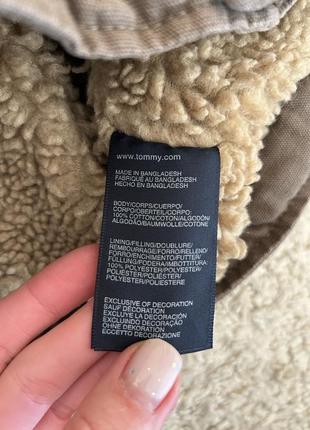 www.tommy.com
MADE IN BANGLADESH
FABRIQUÉ AU BANGLADESH
HECHO EN BANGLADESH
BODY/CORPS/CUERPO/
CORPO/OBERTEIL/CORPO:
100% COTTON/COTON/ALGODÓN/
ALGODÃO/BAUMWOLLE/COTONE
LINING/FILLING/DOUBLURE/
REMBOURRAGE/FORRO/RELLENO/
FORRO/ENCHIMENTO/FUTTER/
FÜLLUNG/FODERA/IMBOTTITURA:
100% POLYESTER/POLYESTER/
POLIÉSTER/POLIÉSTER/
POLYESTER/POLIESTERE
EXCLUSIVE OF DECORATION
SAUF DÉCORATION
EXCLUYE LA DECORACIÓN
EXCLUINDO DECORAÇÃO
OHNE DEKORATION
ECCETTO DECORAZIONE